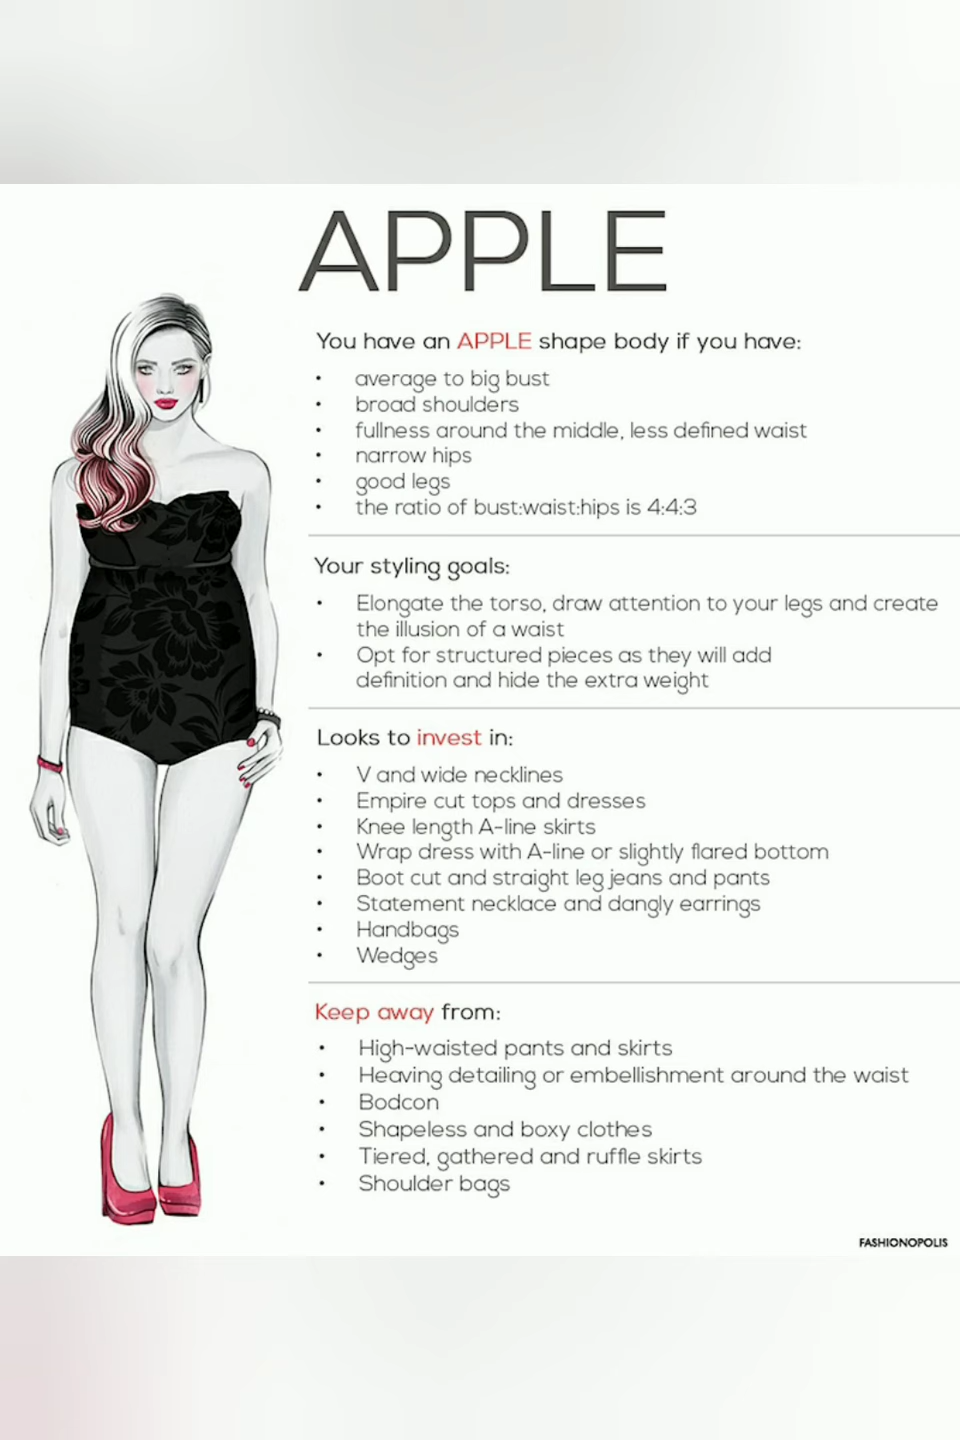 APPLE
You have an APPLE shape body if you have:
• average to big bust
• broad shoulders
• fullness around the middle, less defined waist
• narrow hips
• good legs
• the ratio of bust:waist:hips is 4:4:3
Your styling goals:
• Elongate the torso, draw attention to your legs and create
the illusion of a waist
• Opt for structured pieces as they will add
definition and hide the extra weight
Looks to invest in:
• V and wide necklines
• Empire cut tops and dresses
• Knee length A-line skirts
• Wrap dress with A-line or slightly flared bottom
• Boot cut and straight leg jeans and pants
• Statement necklace and dangly earrings
• Handbags
• Wedges
Keep away from:
• High-waisted pants and skirts
• Heaving detailing or embellishment around the waist
• Bodcon
• Shapeless and boxy clothes
• Tiered, gathered and ruffle skirts
• Shoulder bags
FASHIONOPOLIS